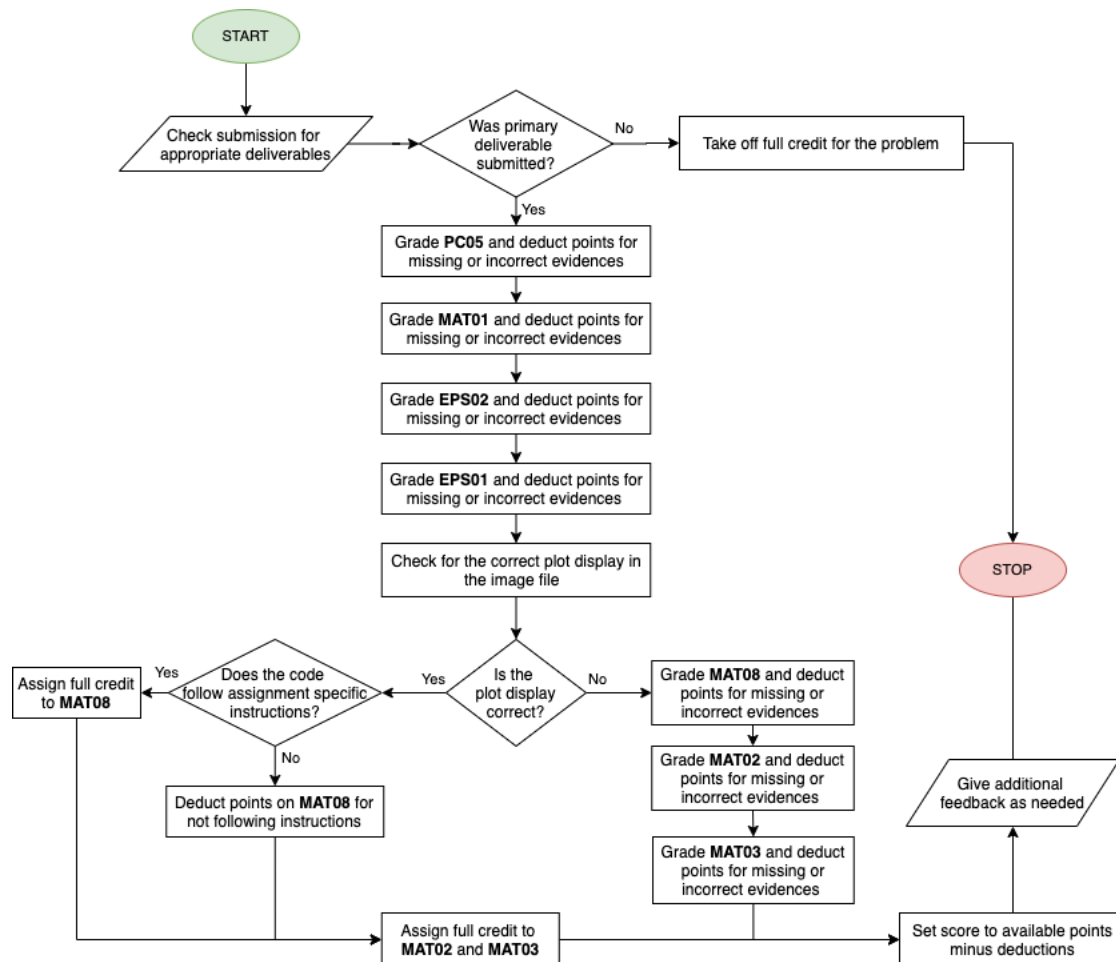 START
Check submission for
appropriate deliverables
Was primary
deliverable
submitted?
No
Take off full credit for the problem
Yes
Grade PC05 and deduct points for
missing or incorrect evidences
Grade MAT01 and deduct points for
missing or incorrect evidences
Grade EPS02 and deduct points for
missing or incorrect evidences
Grade EPS01 and deduct points for
missing or incorrect evidences
Check for the correct plot display in
the image file
STOP
Is the
plot display
correct?
Yes
No
Does the code
follow assignment specific
instructions?
Yes
Assign full credit
to MAT08
No
Deduct points on MAT08 for
not following instructions
Grade MAT08 and deduct
points for missing or
incorrect evidences
Grade MAT02 and deduct
points for missing or
incorrect evidences
Grade MAT03 and deduct
points for missing or
incorrect evidences
Assign full credit to
MAT02 and MAT03
Set score to available points
minus deductions
Give additional
feedback as needed